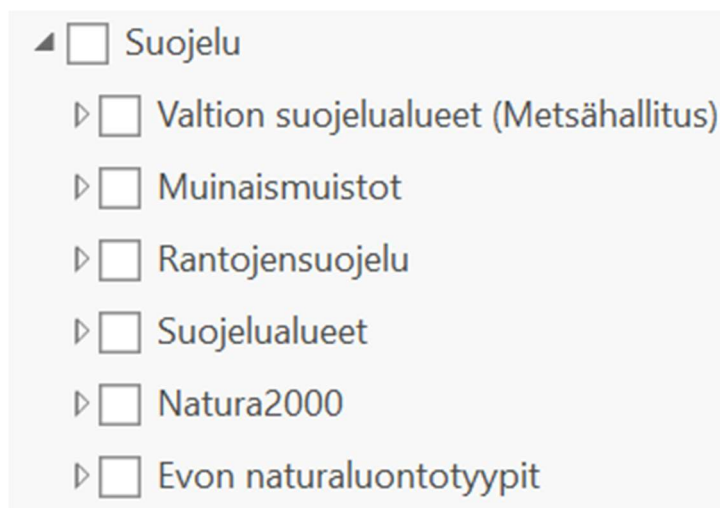 Suojelu
Valtion suojelualueet (Metsähallitus)
Muinaismuistot
Rantojensuojelu
Suojelualueet
Natura2000
Evon naturaluontotyypit